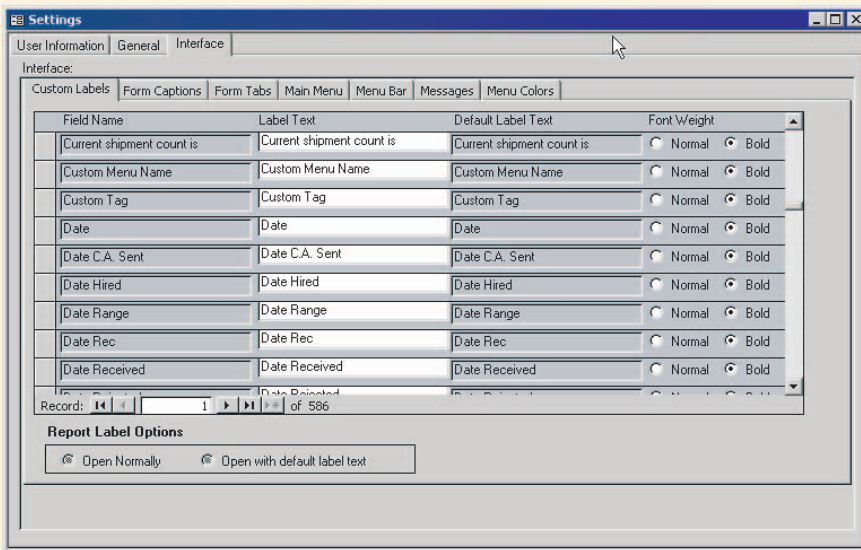 Settings
User Information General Interface
Interface:
Custom Labels Form Captions Form Tabs Main Menu Menu Bar Messages Menu Colors
Field Name Label Text Default Label Text Font Weight
Current shipment count is Current shipment count is Current shipment count is Normal Bold
Custom Menu Name Custom Menu Name Custom Menu Name Normal Bold
Custom Tag Custom Tag Custom Tag Normal Bold
Date Date Date Normal Bold
Date C.A. Sent Date C.A. Sent Date C.A. Sent Normal Bold
Date Hired Date Hired Date Hired Normal Bold
Date Range Date Range Date Range Normal Bold
Date Rec Date Rec Date Rec Normal Bold
Date Received Date Received Date Received Normal Bold
Record: 1 of 586
Report Label Options
Open Normally Open with default label text